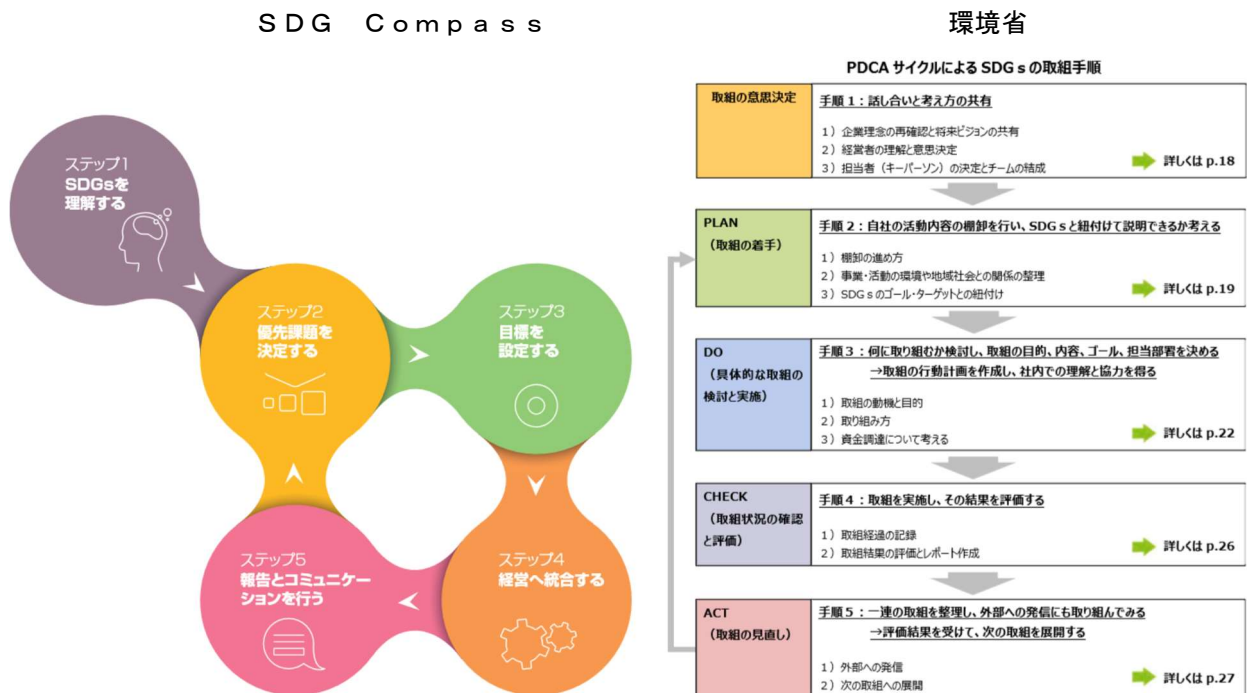 ＳＤＧ　Ｃｏｍｐａｓｓ
環境省
ステップ1
SDGsを
理解する
ステップ2
優先課題を
決定する
ステップ3
目標を
設定する
ステップ5
報告とコミュニケー
ションを行う
ステップ4
経営へ統合する
PDCA サイクルによる SDGｓの取組手順
取組の意思決定
手順１：話し合いと考え方の共有
１）企業理念の再確認と将来ビジョンの共有
２）経営者の理解と意思決定
３）担当者（キーパーソン）の決定とチームの結成
詳しくは p.18
PLAN
（取組の着手）
手順２：自社の活動内容の棚卸を行い、SDGｓと紐付けて説明できるか考える
１）棚卸の進め方
２）事業・活動の環境や地域社会との関係の整理
３）SDGｓのゴール・ターゲットとの紐付け
詳しくは p.19
DO
（具体的な取組の
検討と実施）
手順３：何に取り組むか検討し、取組の目的、内容、ゴール、担当部署を決める
→取組の行動計画を作成し、社内での理解と協力を得る
１）取組の動機と目的
２）取り組み方
３）資金調達について考える
詳しくは p.22
CHECK
（取組状況の確認
と評価）
手順４：取組を実施し、その結果を評価する
１）取組経過の記録
２）取組結果の評価とレポート作成
詳しくは p.26
ACT
（取組の見直し）
手順５：一連の取組を整理し、外部への発信にも取り組んでみる
→評価結果を受けて、次の取組を展開する
１）外部への発信
２）次の取組への展開
詳しくは p.27